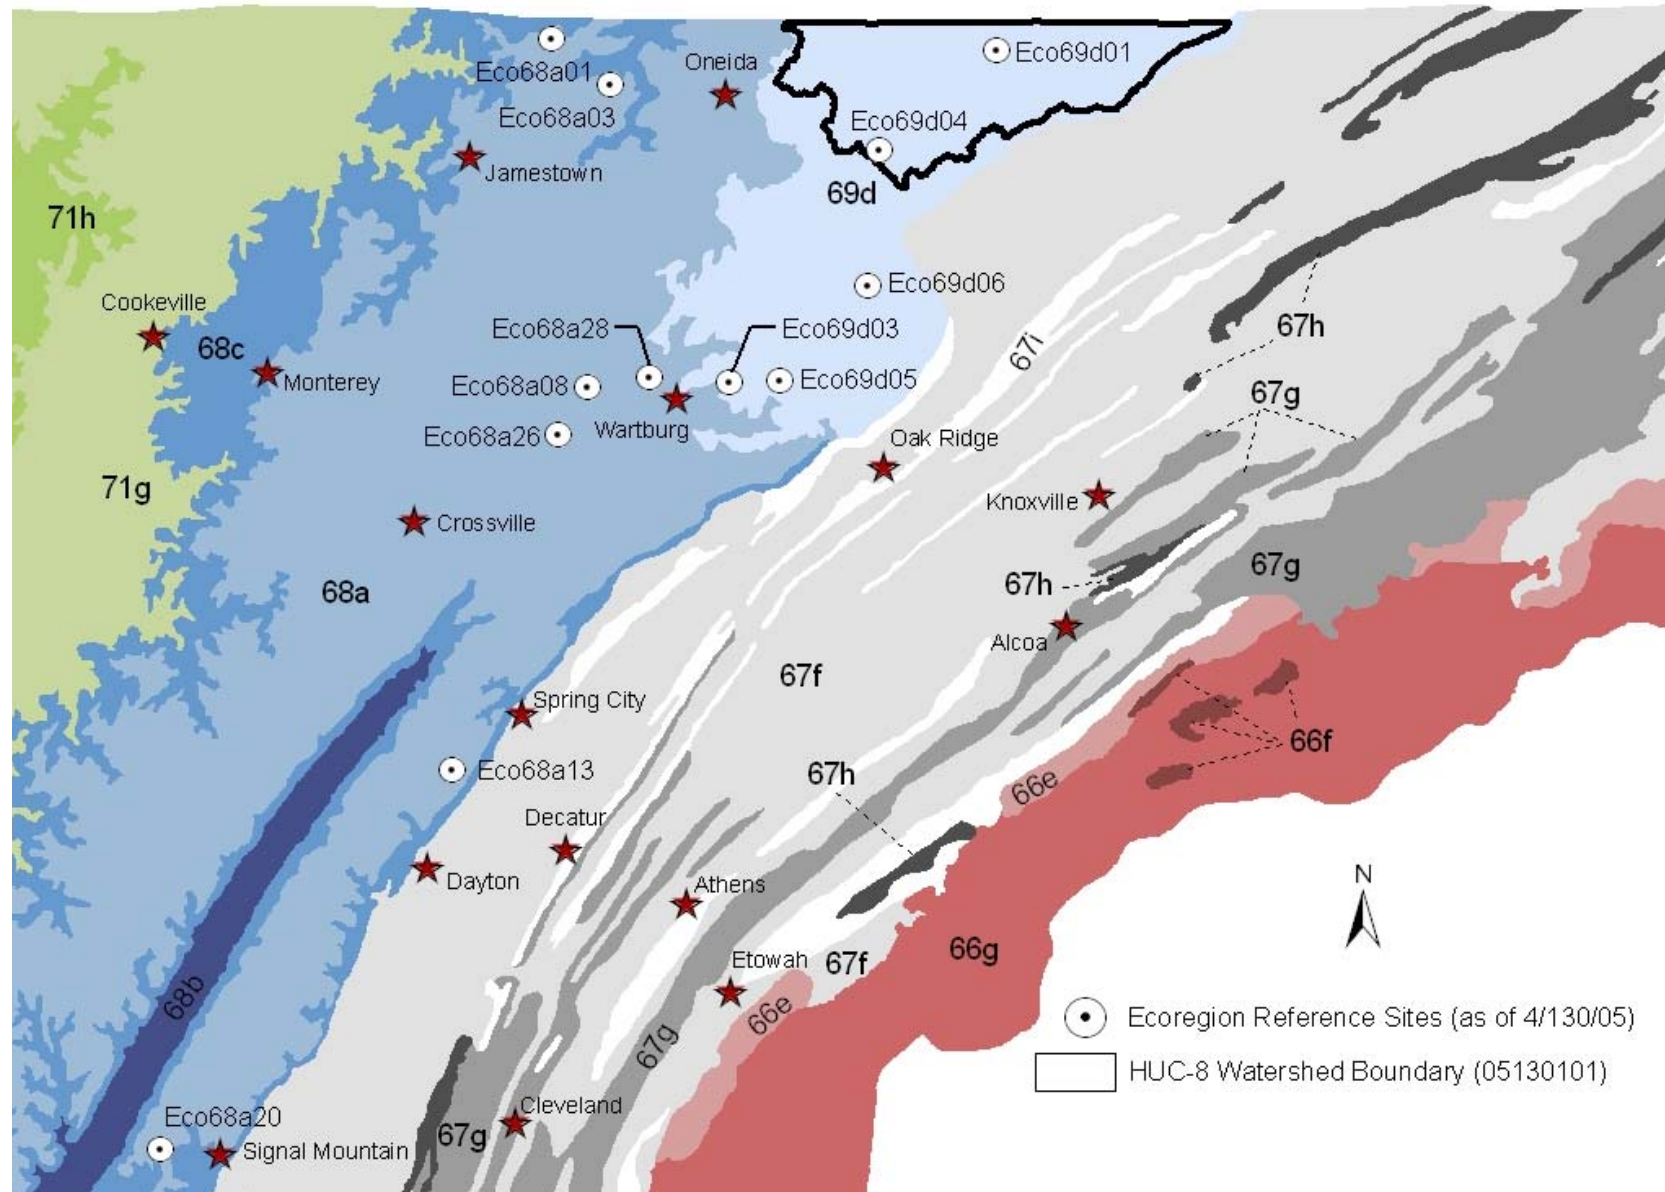 Eco68a01
Oneida
Eco69d01
Eco68a03
Eco69d04
Jamestown
69d
71h
Eco69d06
Cookeville
Eco68a28
Eco69d03
67h
68c
67i
Monterey
Eco68a08
Eco69d05
67g
Eco68a26
Wartburg
Oak Ridge
71g
Knoxville
Crossville
67g
68a
67h
Alcoa
67f
Spring City
66f
Eco68a13
67h
66e
Decatur
Dayton
Athens
N
Etowah
67f
66g
68b
66e
67g
Ecoregion Reference Sites (as of 4/130/05)
HUC-8 Watershed Boundary (05130101)
Eco68a20
Cleveland
67g
Signal Mountain